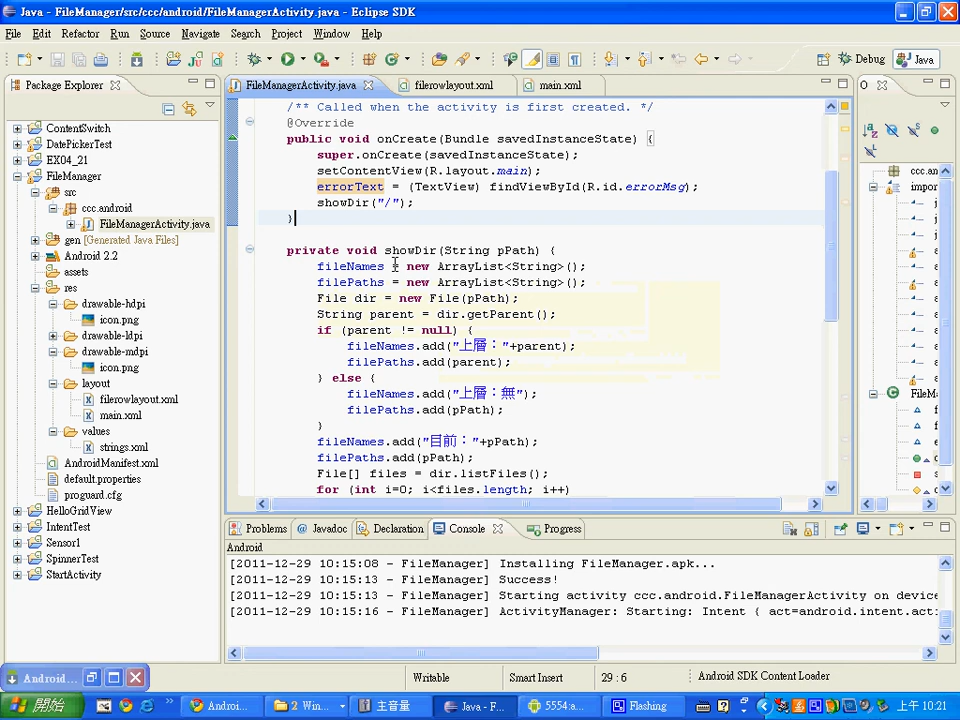 Java - FileManager/src/ccc/android/FileManagerActivity.java - Eclipse SDK
File Edit Refactor Run Source Navigate Search Project Window Help
Debug Java
Package Explorer
ContentSwitch
DatePickerTest
EX04_21
FileManager
src
ccc.android
FileManagerActivity.java
gen [Generated Java Files]
Android 2.2
assets
res
drawable-hdpi
icon.png
drawable-ldpi
drawable-mdpi
icon.png
layout
filerowlayout.xml
main.xml
values
strings.xml
AndroidManifest.xml
default.properties
proguard.cfg
HelloGridView
IntentTest
Sensor1
SpinnerTest
StartActivity
FileManagerActivity.java filerowlayout.xml main.xml
/** Called when the activity is first created. */
@Override
public void onCreate(Bundle savedInstanceState) {
super.onCreate(savedInstanceState);
setContentView(R.layout.main);
errorText = (TextView) findViewById(R.id.errorMsg);
showDir("/");
}
private void showDir(String pPath) {
fileNames = new ArrayList<String>();
filePaths = new ArrayList<String>();
File dir = new File(pPath);
String parent = dir.getParent();
if (parent != null) {
fileNames.add("上層："+parent);
filePaths.add(parent);
} else {
fileNames.add("上層：無");
filePaths.add(pPath);
}
fileNames.add("目前："+pPath);
filePaths.add(pPath);
File[] files = dir.listFiles();
for (int i=0; i<files.length; i++)
O
ccc.an
impor
FileM
Problems @ Javadoc Declaration Console Progress
Android
[2011-12-29 10:15:08 - FileManager] Installing FileManager.apk...
[2011-12-29 10:15:13 - FileManager] Success!
[2011-12-29 10:15:13 - FileManager] Starting activity ccc.android.FileManagerActivity on device
[2011-12-29 10:15:16 - FileManager] ActivityManager: Starting: Intent { act=android.intent.acti
Android...
Writable Smart Insert 29 : 6 Android SDK Content Loader
開始 Androi... 2 Win... 主音量 Java - F... 5554:a... Flashing 上午 10:21